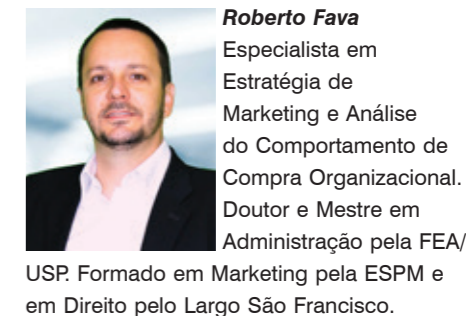 Roberto Fava
Especialista em
Estratégia de
Marketing e Análise
do Comportamento de
Compra Organizacional.
Doutor e Mestre em
Administração pela FEA/
USP. Formado em Marketing pela ESPM e
em Direito pelo Largo São Francisco.